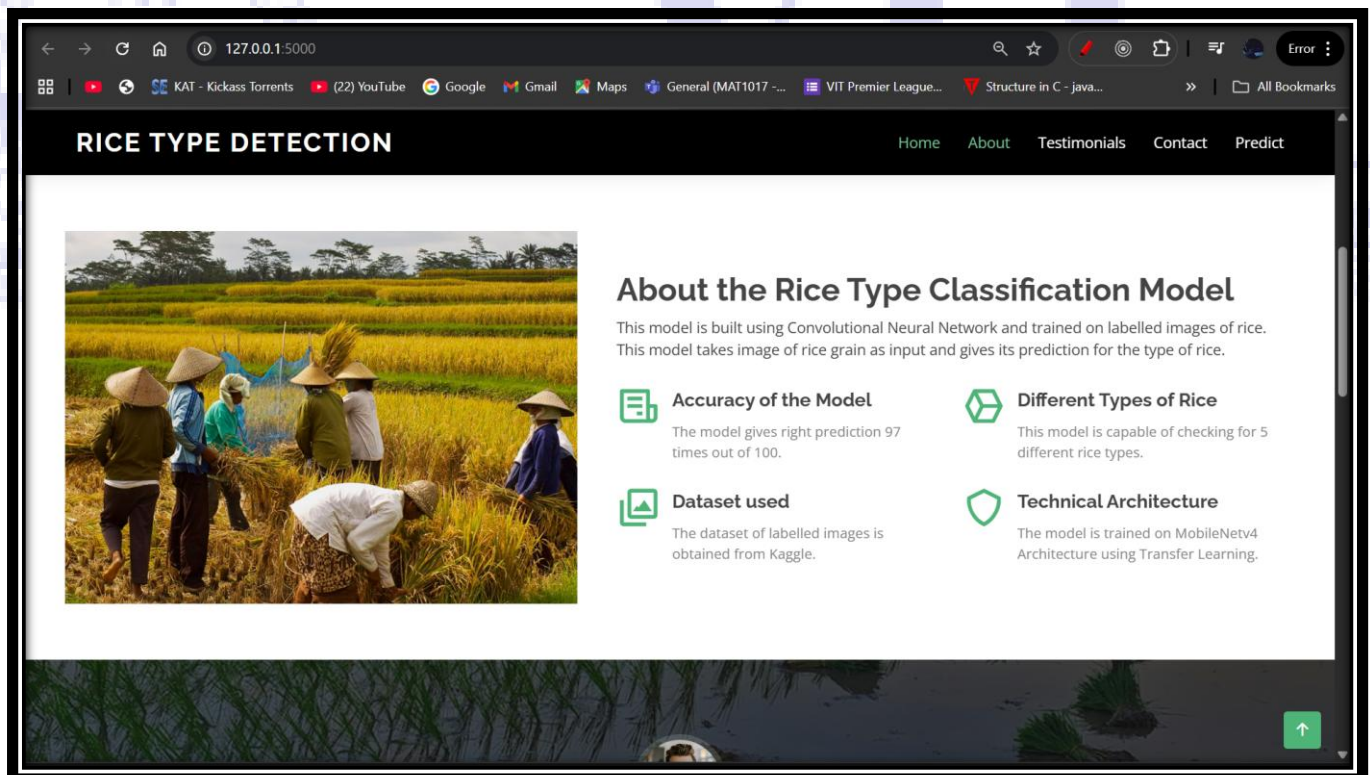 127.0.0.1:5000
Error
KAT - Kickass Torrents
(22) YouTube
Google
Gmail
Maps
General (MAT1017 -...
VIT Premier League...
Structure in C - java...
»
All Bookmarks
RICE TYPE DETECTION
Home
About
Testimonials
Contact
Predict
About the Rice Type Classification Model
This model is built using Convolutional Neural Network and trained on labelled images of rice.
This model takes image of rice grain as input and gives its prediction for the type of rice.
Accuracy of the Model
The model gives right prediction 97
times out of 100.
Different Types of Rice
This model is capable of checking for 5
different rice types.
Dataset used
The dataset of labelled images is
obtained from Kaggle.
Technical Architecture
The model is trained on MobileNetv4
Architecture using Transfer Learning.